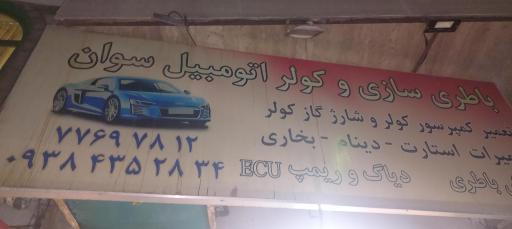 باطری سازی و کولر اتومبیل سوان
تعمیر کمپرسور کولر و شارژ گاز کولر
تعمیرات استارت - دینام - بخاری
باطری دیاگ و ریمپ ECU
۷۷۶۹ ۷۸ ۱۲
۰۹۳۸ ۴۳۵ ۲۸ ۳۴